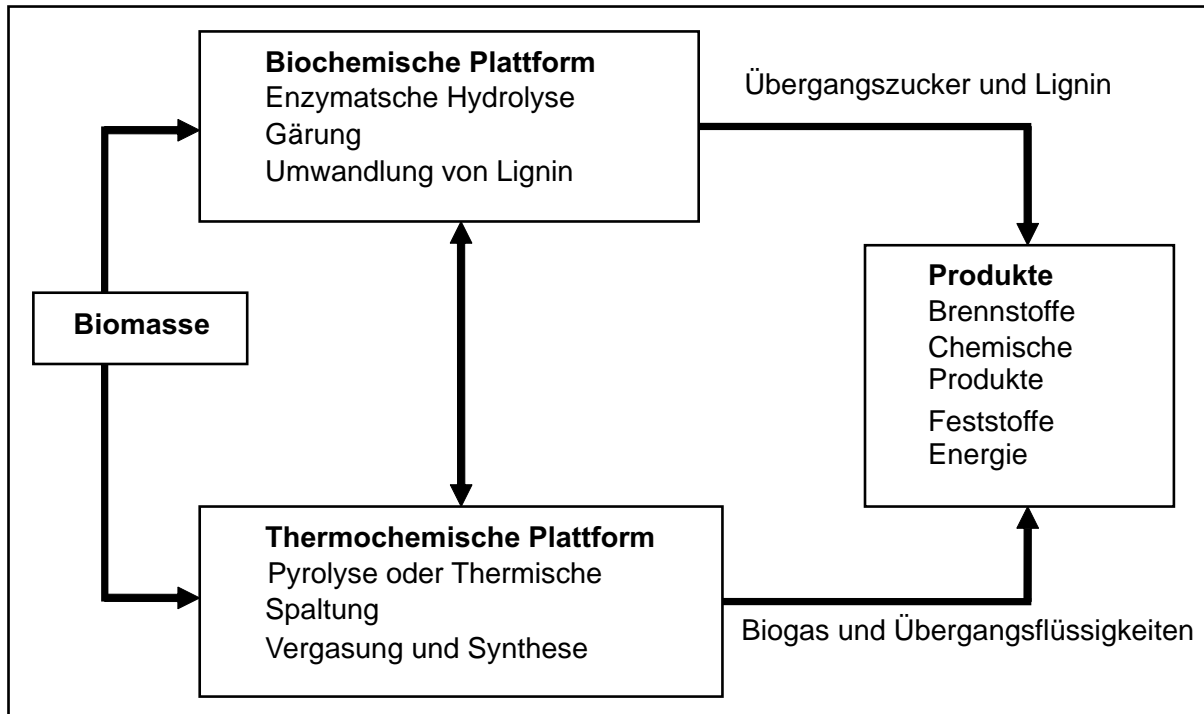 Biochemische Plattform
Enzymatsche Hydrolyse
Gärung
Umwandlung von Lignin
Übergangszucker und Lignin
Biomasse
Produkte
Brennstoffe
Chemische
Produkte
Feststoffe
Energie
Thermochemische Plattform
Pyrolyse oder Thermische
Spaltung
Vergasung und Synthese
Biogas und Übergangsflüssigkeiten